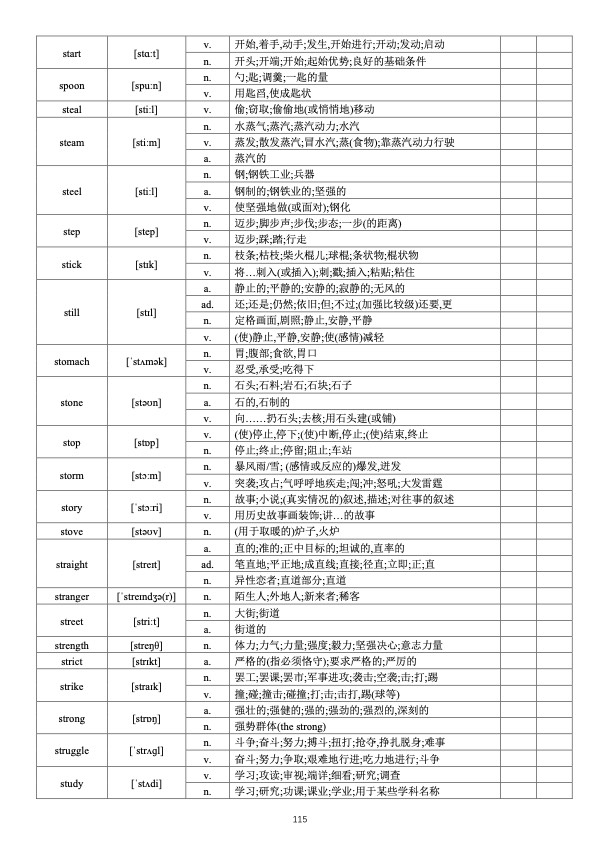 start [stɑːt] v. 开始,着手,动手;发生,开始进行;开动;发动;启动
n. 开头;开端;开始;起始优势;良好的基础条件
spoon [spuːn] n. 勺;匙;调羹;一匙的量
v. 用匙舀,使成匙状
steal [stiːl] v. 偷;窃取;偷偷地(或悄悄地)移动
steam [stiːm] n. 水蒸气;蒸汽;蒸汽动力;水汽
v. 蒸发;散发蒸汽;冒水汽;蒸(食物);靠蒸汽动力行驶
a. 蒸汽的
steel [stiːl] n. 钢;钢铁工业;兵器
a. 钢制的;钢铁业的;坚强的
v. 使坚强地做(或面对);钢化
step [step] n. 迈步;脚步声;步伐;步态;一步(的距离)
v. 迈步;踩;踏;行走
stick [stɪk] n. 枝条;枯枝;柴火棍儿;球棍;条状物;棍状物
v. 将…刺入(或插入);刺;戳;插入;粘贴;粘住
still [stɪl] a. 静止的;平静的;安静的;寂静的;无风的
ad. 还;还是;仍然;依旧;但;不过;(加强比较级)还要,更
n. 定格画面,剧照;静止,安静,平静
v. (使)静止,平静,安静;使(感情)减轻
stomach [ˈstʌmək] n. 胃;腹部;食欲,胃口
v. 忍受,承受;吃得下
stone [stəʊn] n. 石头;石料;岩石;石块;石子
a. 石的,石制的
v. 向……扔石头;去核;用石头建(或铺)
stop [stɒp] v. (使)停止,停下;(使)中断,停止;(使)结束,终止
n. 停止;终止;停留;阻止;车站
storm [stɔːm] n. 暴风雨/雪; (感情或反应的)爆发,迸发
v. 突袭;攻占;气呼呼地疾走;闯;冲;怒吼;大发雷霆
story [ˈstɔːri] n. 故事;小说;(真实情况的)叙述,描述;对往事的叙述
v. 用历史故事画装饰;讲…的故事
stove [stəʊv] n. (用于取暖的)炉子,火炉
straight [streɪt] a. 直的;准的;正中目标的;坦诚的,直率的
ad. 笔直地;平正地;成直线;直接;径直;立即;正;直
n. 异性恋者;直道部分;直道
stranger [ˈstreɪndʒə(r)] n. 陌生人;外地人;新来者;稀客
street [striːt] n. 大街;街道
a. 街道的
strength [streŋθ] n. 体力;力气;力量;强度;毅力;坚强决心;意志力量
strict [strɪkt] a. 严格的(指必须恪守);要求严格的;严厉的
strike [straɪk] n. 罢工;罢课;罢市;军事进攻;袭击;空袭;击;打;踢
v. 撞;碰;撞击;碰撞;打;击;击打,踢(球等)
strong [strɒŋ] a. 强壮的;强健的;强的;强劲的;强烈的,深刻的
n. 强势群体(the strong)
struggle [ˈstrʌɡl] n. 斗争;奋斗;努力;搏斗;扭打;抢夺,挣扎脱身;难事
v. 奋斗;努力;争取;艰难地行进;吃力地进行;斗争
study [ˈstʌdi] v. 学习;攻读;审视;端详;细看;研究;调查
n. 学习;研究;功课;课业;学业;用于某些学科名称
115